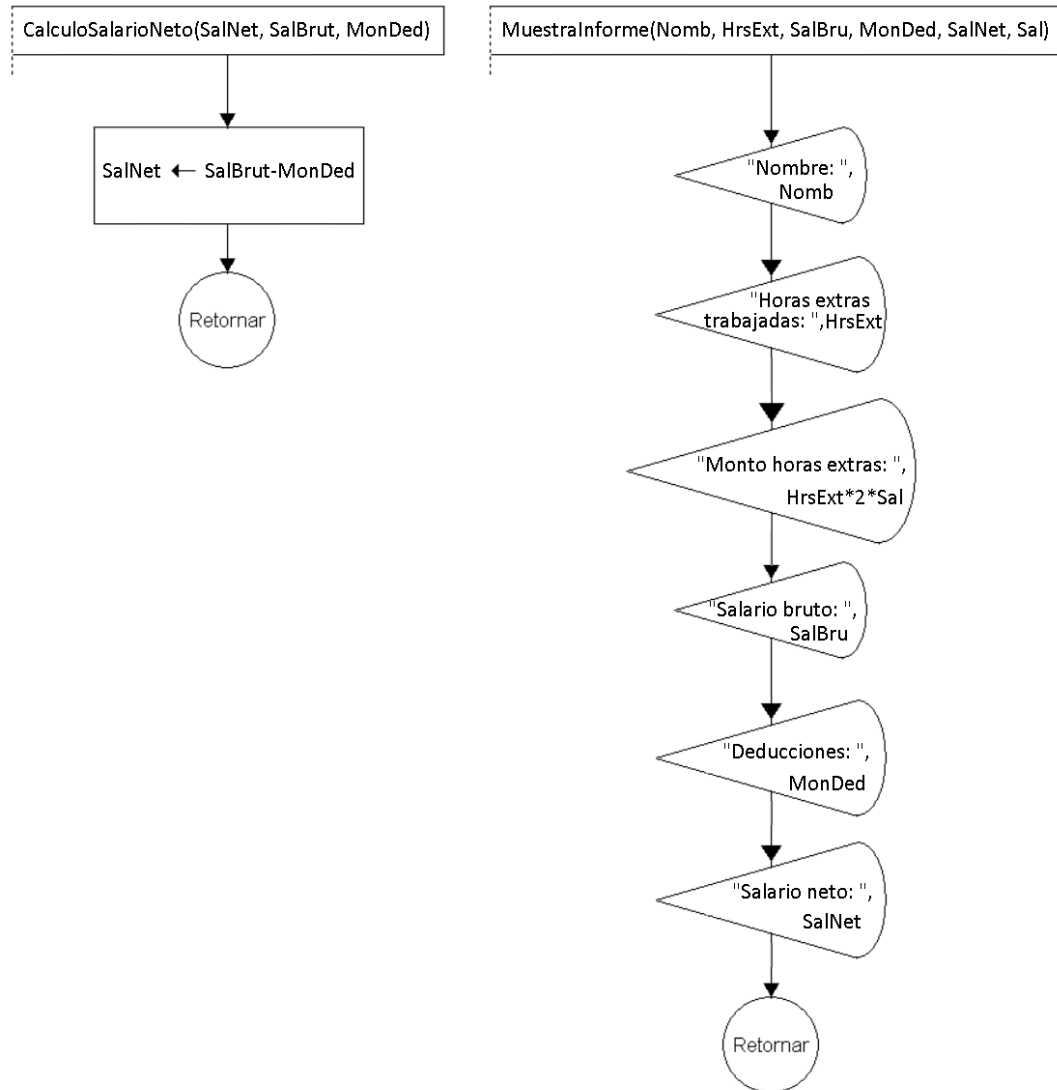 CalculoSalarioNeto(SalNet, SalBrut, MonDed)
SalNet ← SalBrut-MonDed
Retornar
MuestraInforme(Nomb, HrsExt, SalBru, MonDed, SalNet, Sal)
"Nombre: ",
Nomb
"Horas extras
trabajadas: ",HrsExt
"Monto horas extras: ",
HrsExt*2*Sal
"Salario bruto: ",
SalBru
"Deducciones: ",
MonDed
"Salario neto: ",
SalNet
Retornar